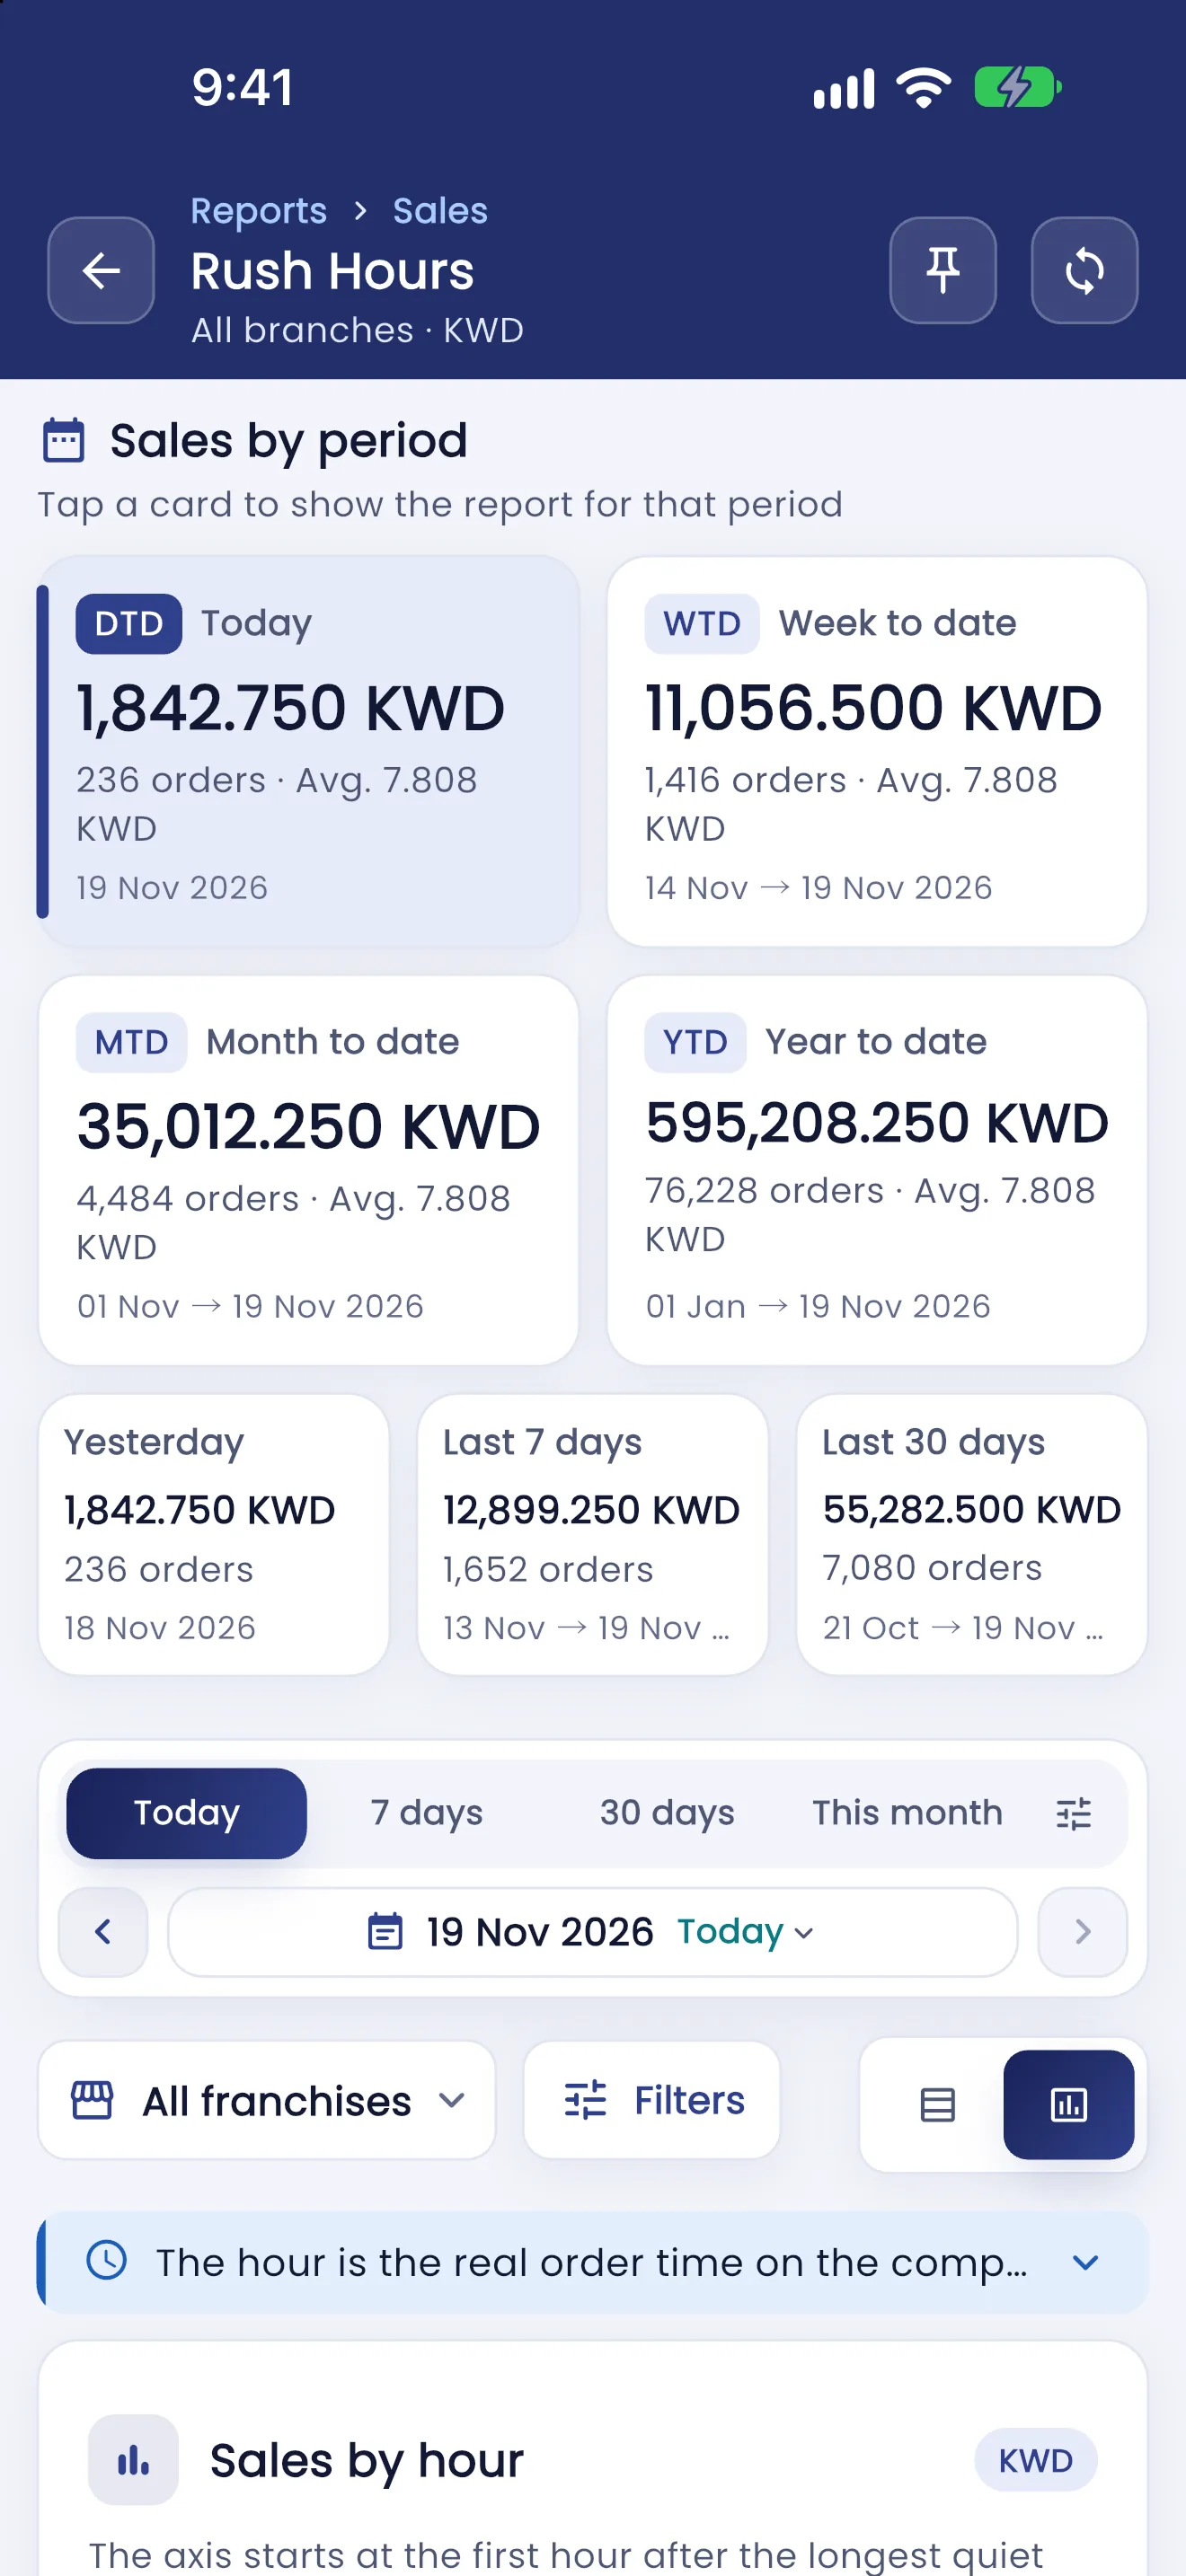 9:41
Reports > Sales
Rush Hours
All branches · KWD
Sales by period
Tap a card to show the report for that period
DTD Today
1,842.750 KWD
236 orders · Avg. 7.808
KWD
19 Nov 2026
WTD Week to date
11,056.500 KWD
1,416 orders · Avg. 7.808
KWD
14 Nov → 19 Nov 2026
MTD Month to date
35,012.250 KWD
4,484 orders · Avg. 7.808
KWD
01 Nov → 19 Nov 2026
YTD Year to date
595,208.250 KWD
76,228 orders · Avg. 7.808
KWD
01 Jan → 19 Nov 2026
Yesterday
1,842.750 KWD
236 orders
18 Nov 2026
Last 7 days
12,899.250 KWD
1,652 orders
13 Nov → 19 Nov ...
Last 30 days
55,282.500 KWD
7,080 orders
21 Oct → 19 Nov ...
Today 7 days 30 days This month
19 Nov 2026 Today
All franchises Filters
The hour is the real order time on the comp...
Sales by hour KWD
The axis starts at the first hour after the longest quiet